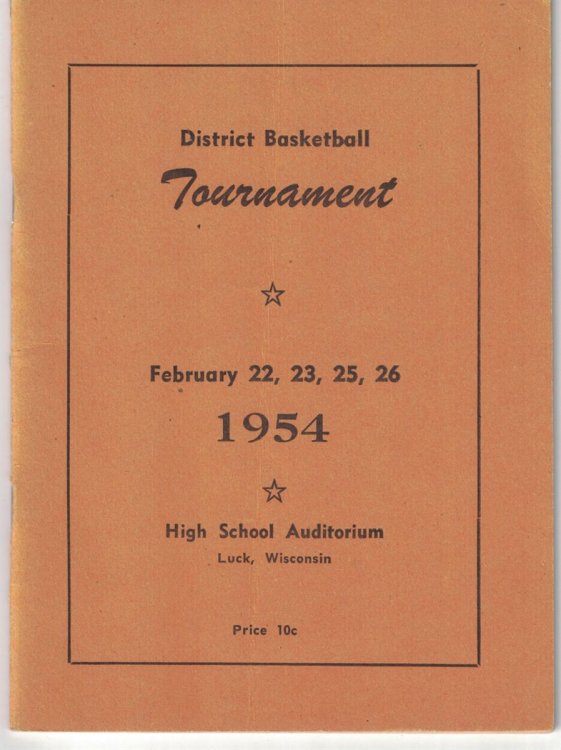 District Basketball
Tournament
February 22, 23, 25, 26
1954
High School Auditorium
Luck, Wisconsin
Price 10c